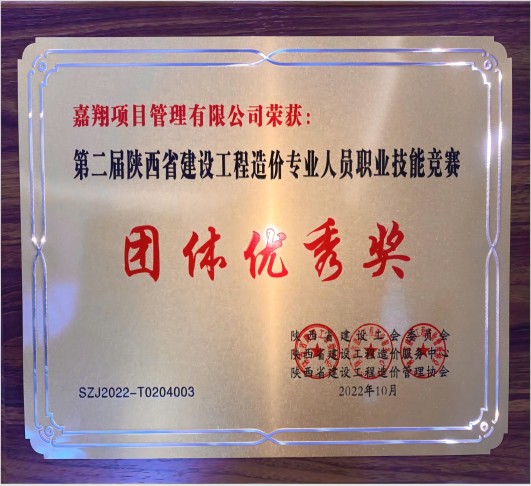 嘉翔项目管理有限公司荣获：
第二届陕西省建设工程造价专业人员职业技能竞赛
团体优秀奖
陕西省建设工会委员会
陕西省建设工程造价服务中心
陕西省建设工程造价管理协会
SZJ2022-T0204003
2022年10月